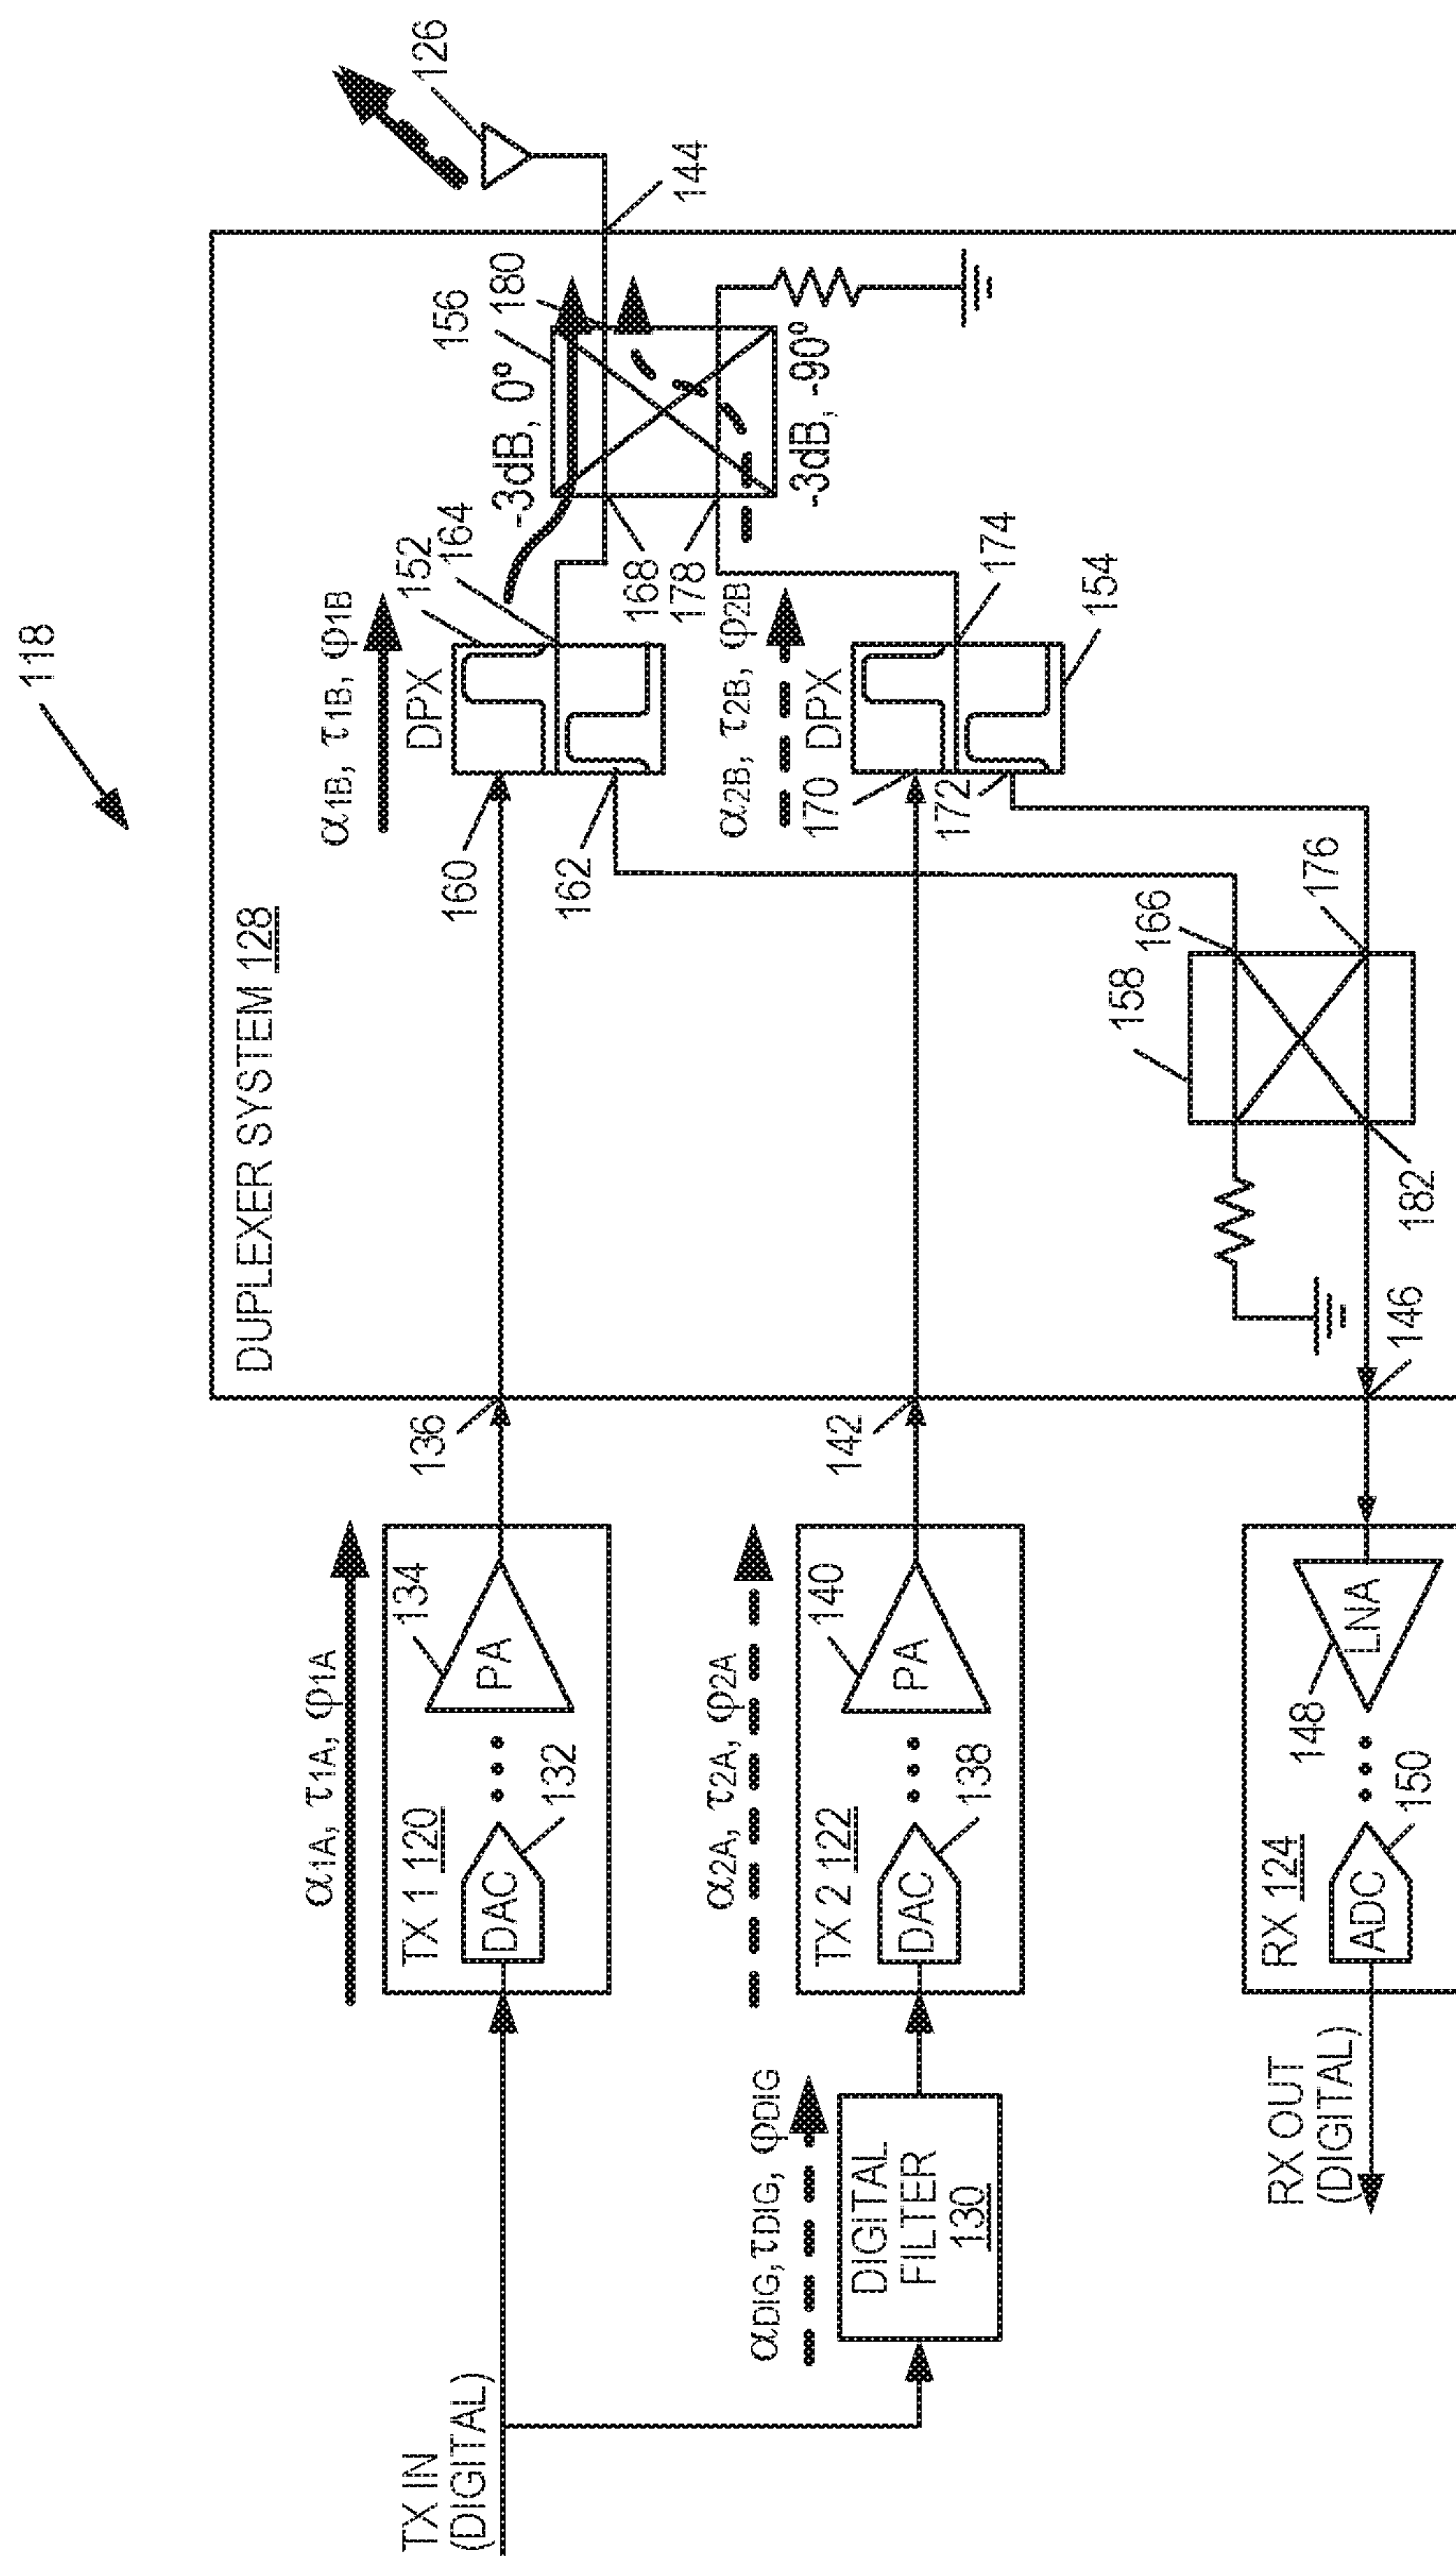 118
DUPLEXER SYSTEM 128
TX IN
(DIGITAL)
αDIG, τDIG, φDIG
DIGITAL
FILTER
130
α1A, τ1A, φ1A
TX 1 120
DAC
132
PA
134
136
α2A, τ2A, φ2A
TX 2 122
DAC
138
PA
140
142
RX OUT
(DIGITAL)
RX 124
ADC
150
LNA
148
146
α1B, τ1B, φ1B
DPX
152
160
162
164
α2B, τ2B, φ2B
DPX
154
170
172
174
158
166
176
182
-3dB, 0°
156
180
168
178
-3dB, -90°
144
126